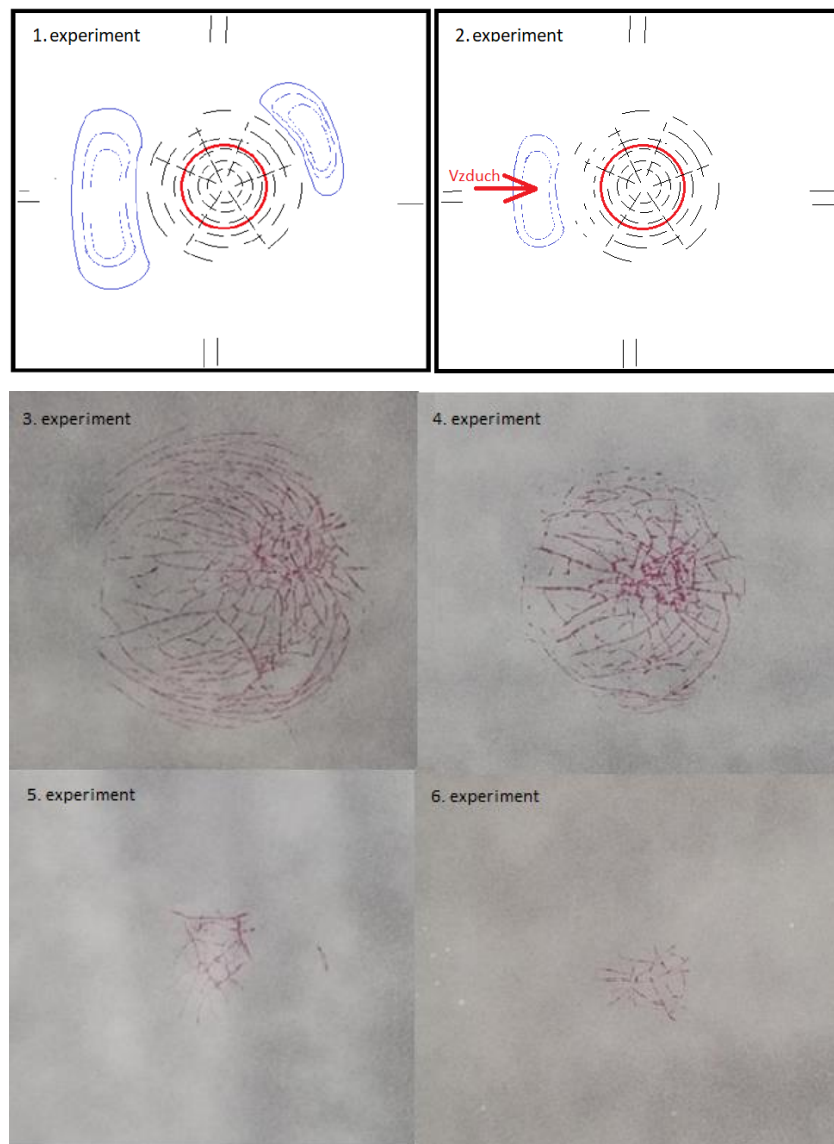 1. experiment
2. experiment
Vzduch
3. experiment
4. experiment
5. experiment
6. experiment